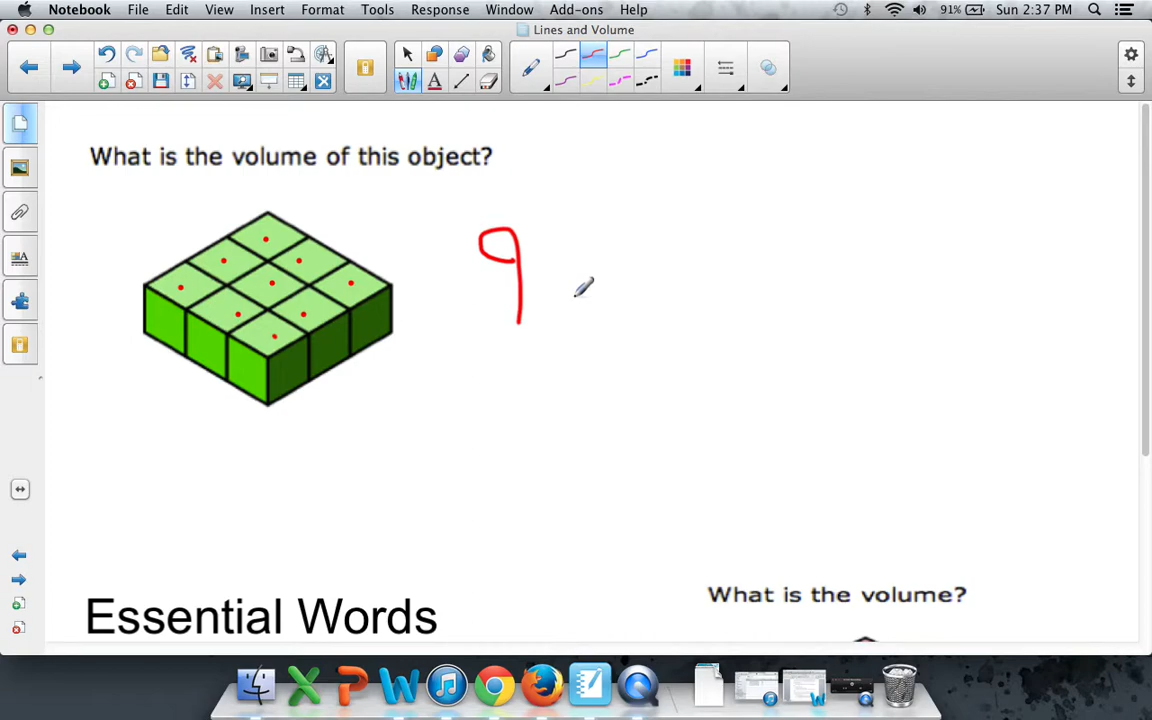 Notebook File Edit View Insert Format Tools Response Window Add-ons Help 91% Sun 2:37 PM
Lines and Volume
What is the volume of this object?
9
What is the volume?
Essential Words